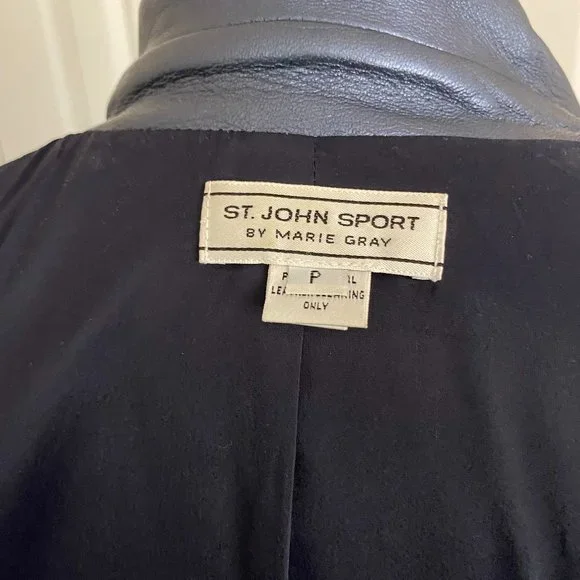 ST. JOHN SPORT
BY MARIE GRAY
P
ONLY